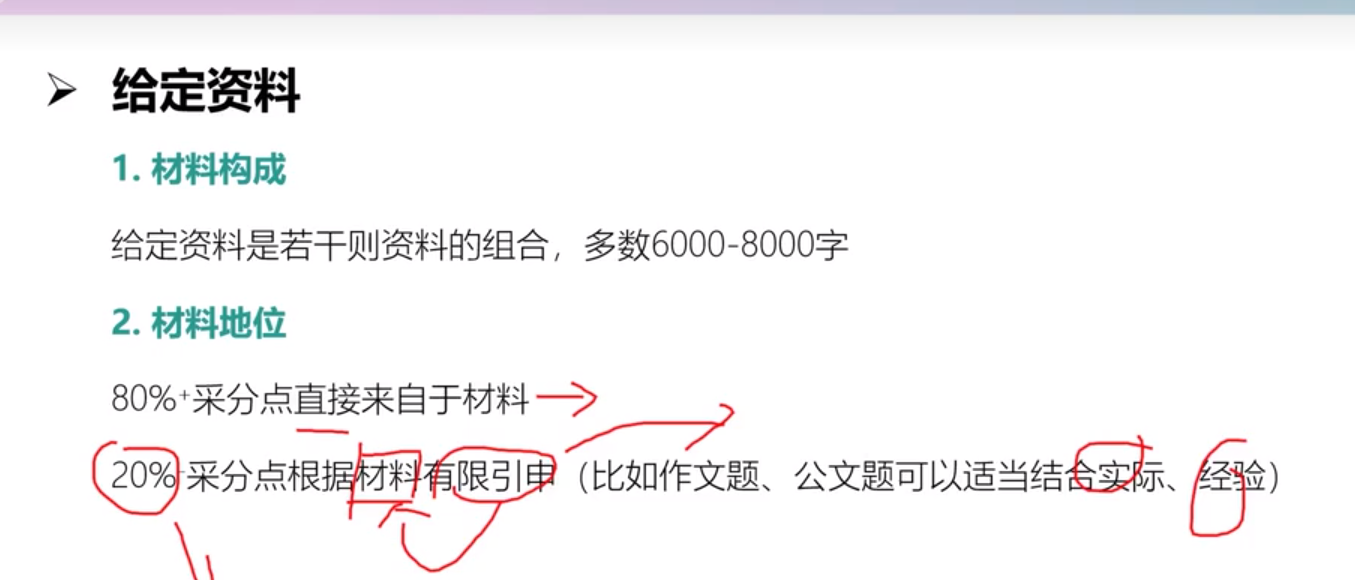 给定资料
1. 材料构成
给定资料是若干则资料的组合，多数6000-8000字
2. 材料地位
80%⁺采分点直接来自于材料
20%⁻采分点根据材料有限引申（比如作文题、公文题可以适当结合实际、经验）